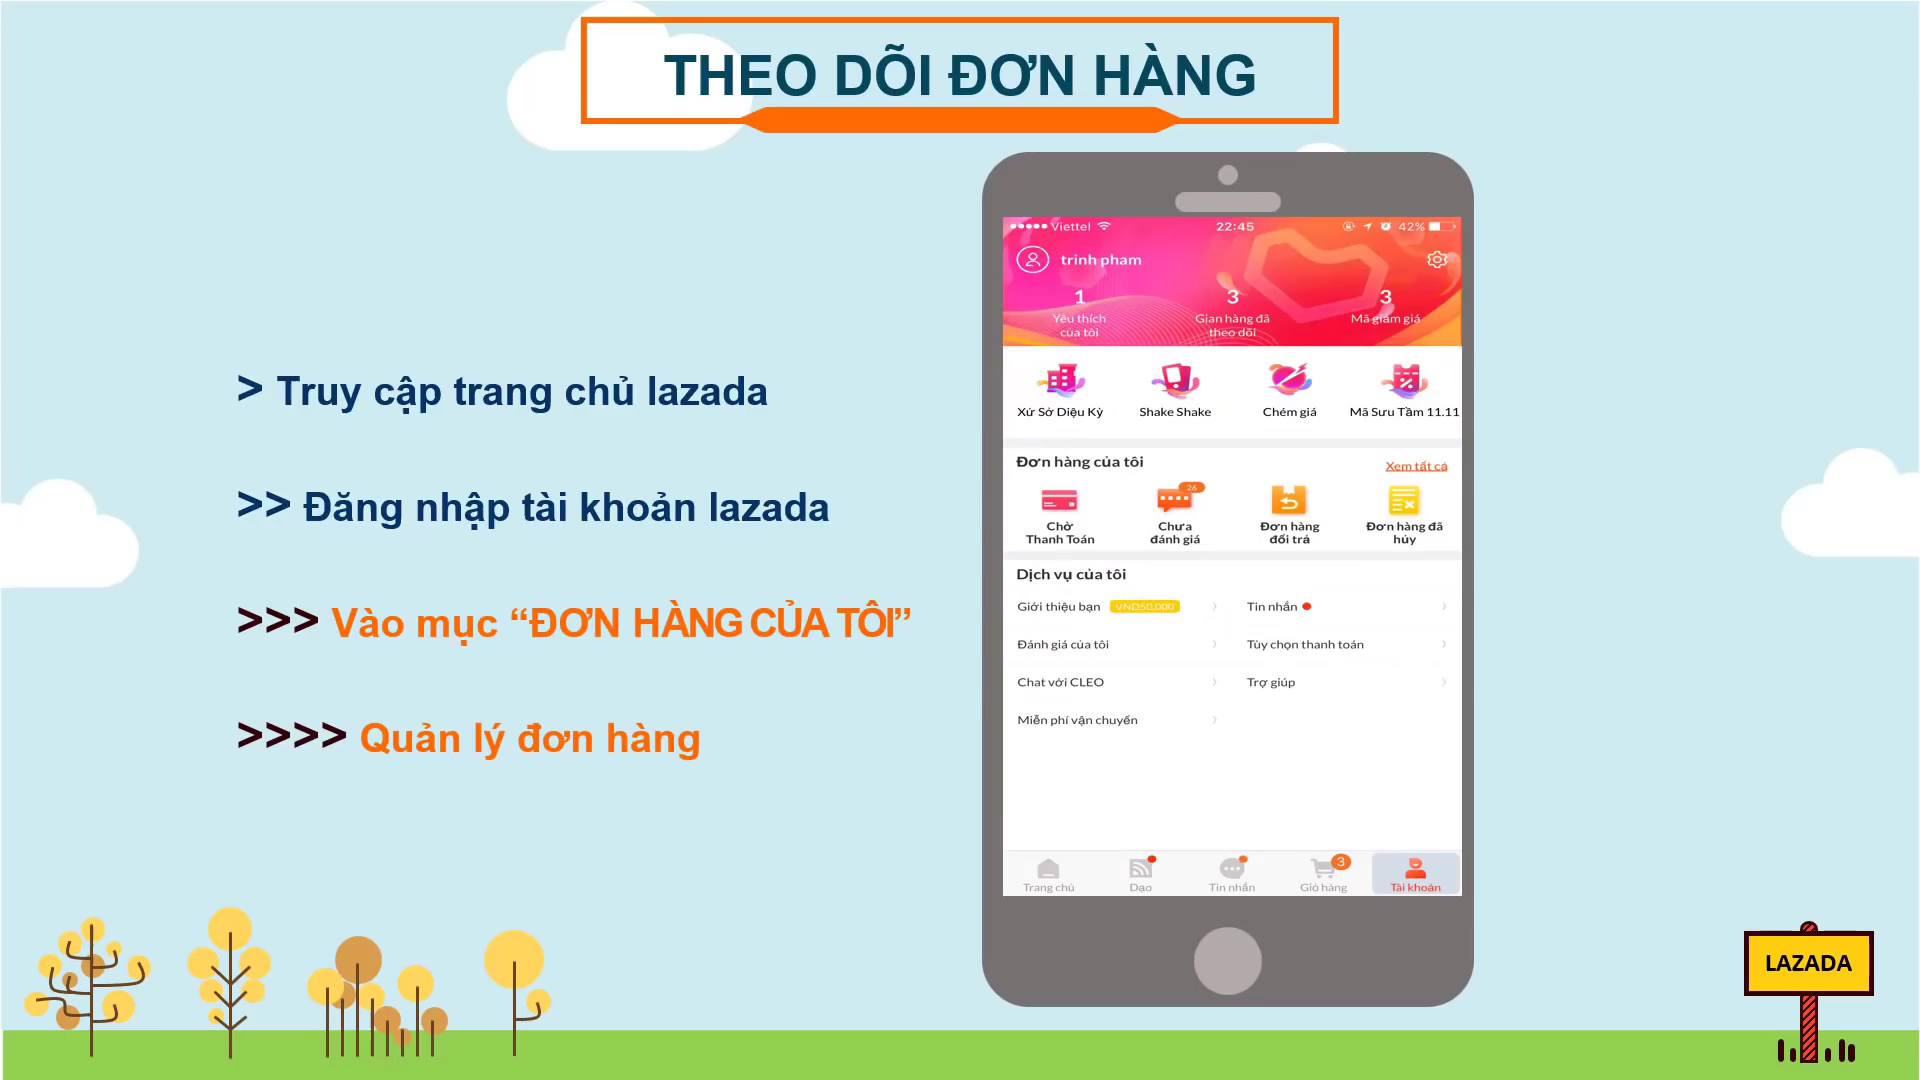 THEO DÕI ĐƠN HÀNG
> Truy cập trang chủ lazada
>> Đăng nhập tài khoản lazada
>>> Vào mục “ĐƠN HÀNG CỦA TÔI”
>>>> Quản lý đơn hàng
Viettel 22:45 42%
trinh pham
1 3 3
Yêu thích của tôi
Gian hàng đã theo dõi
Mã giảm giá
Xứ Sở Diệu Kỳ
Shake Shake
Chém giá
Mã Sưu Tầm 11.11
Đơn hàng của tôi
Xem tất cả
26
Chờ Thanh Toán
Chưa đánh giá
Đơn hàng đổi trả
Đơn hàng đã hủy
Dịch vụ của tôi
Giới thiệu bạn VND50.000
Tin nhắn
Đánh giá của tôi
Tùy chọn thanh toán
Chat với CLEO
Trợ giúp
Miễn phí vận chuyển
3
Trang chủ
Dạo
Tin nhắn
Giỏ hàng
Tài khoản
LAZADA